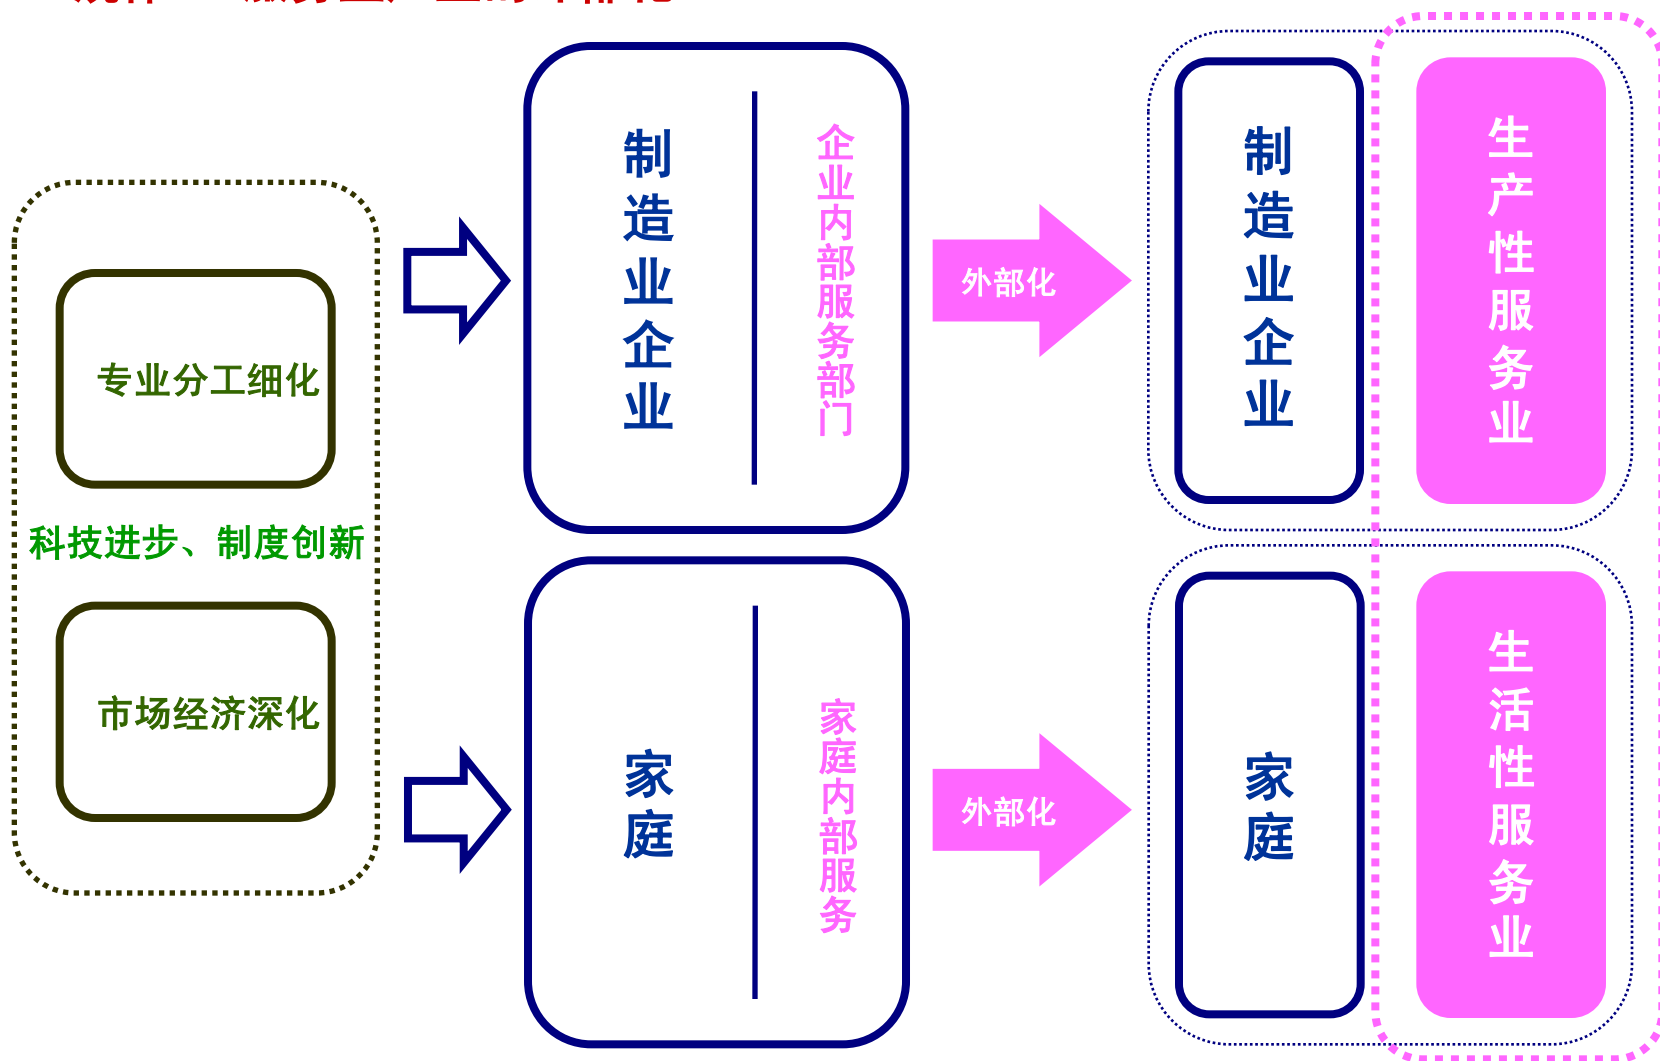 专业分工细化
科技进步、制度创新
市场经济深化
制造业企业
企业内部服务部门
外部化
制造业企业
生产性服务业
家庭
家庭内部服务
外部化
家庭
生活性服务业